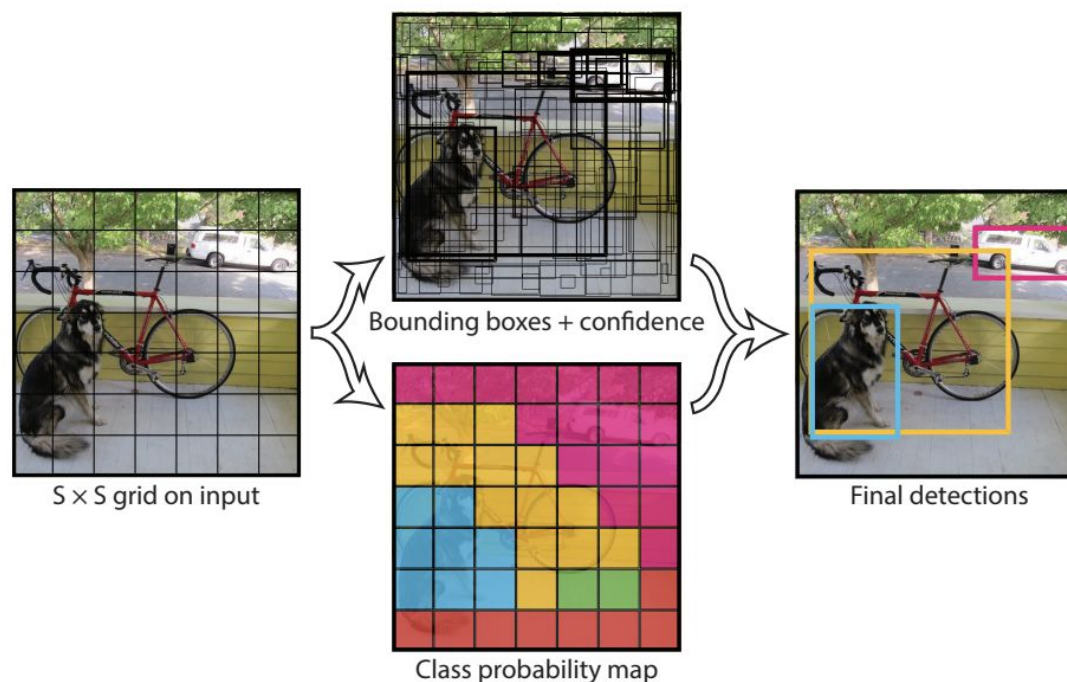 Bounding boxes + confidence
S × S grid on input
Final detections
Class probability map